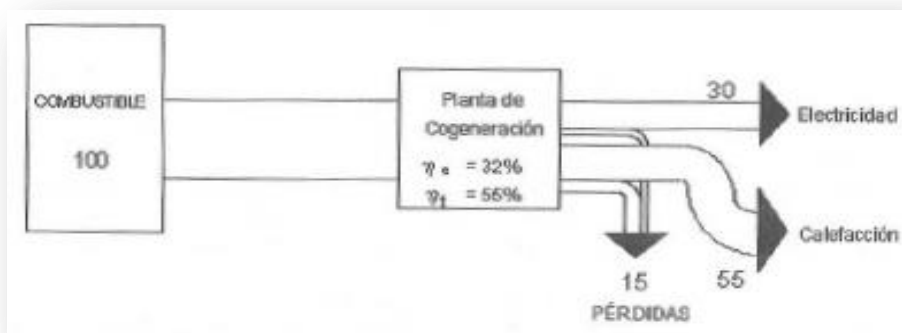 COMBUSTIBLE
100
Planta de
Cogeneración
η e = 32%
η t = 55%
30
Electricidad
Calefacción
15
55
PÉRDIDAS